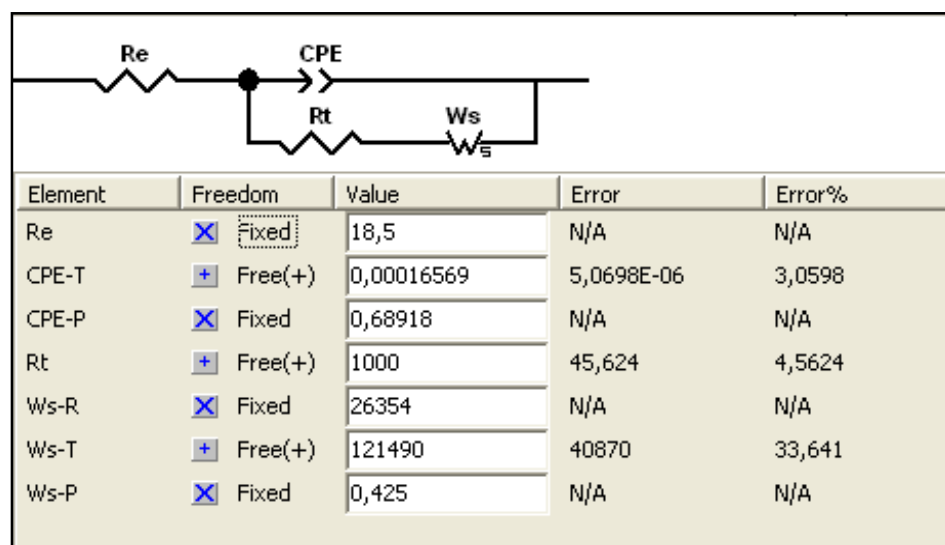 Re CPE
Rt Ws
Ws
Element Freedom Value Error Error%
Re Fixed 18,5 N/A N/A
CPE-T Free(+) 0,00016569 5,0698E-06 3,0598
CPE-P Fixed 0,68918 N/A N/A
Rt Free(+) 1000 45,624 4,5624
Ws-R Fixed 26354 N/A N/A
Ws-T Free(+) 121490 40870 33,641
Ws-P Fixed 0,425 N/A N/A